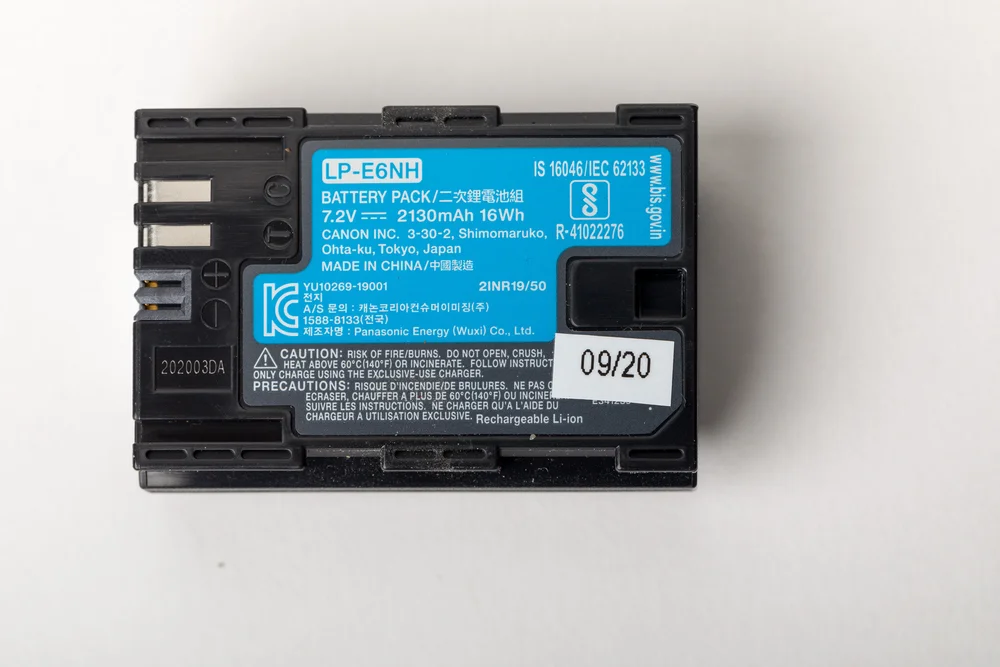 LP-E6NH
BATTERY PACK/二次鋰電池組
7.2V ⎓ 2130mAh 16Wh
CANON INC. 3-30-2, Shimomaruko,
Ohta-ku, Tokyo, Japan
MADE IN CHINA/中國製造
IS 16046/IEC 62133
R-41022276
www.bis.gov.in
C
T
+
−
YU10269-19001
2INR19/50
전지
A/S 문의 : 캐논코리아컨슈머이미징(주)
1588-8133(전국)
제조자명 : Panasonic Energy (Wuxi) Co., Ltd.
202003DA
CAUTION: RISK OF FIRE/BURNS. DO NOT OPEN, CRUSH,
HEAT ABOVE 60°C(140°F) OR INCINERATE. FOLLOW INSTRUCT
ONLY CHARGE USING THE EXCLUSIVE-USE CHARGER.
PRECAUTIONS: RISQUE D'INCENDIE/DE BRULURES. NE PAS
ECRASER, CHAUFFER A PLUS DE 60°C(140°F) OU INCINER
SUIVRE LES INSTRUCTIONS. NE CHARGER QU'A L'AIDE DU
CHARGEUR A UTILISATION EXCLUSIVE.
Rechargeable Li-ion
09/20